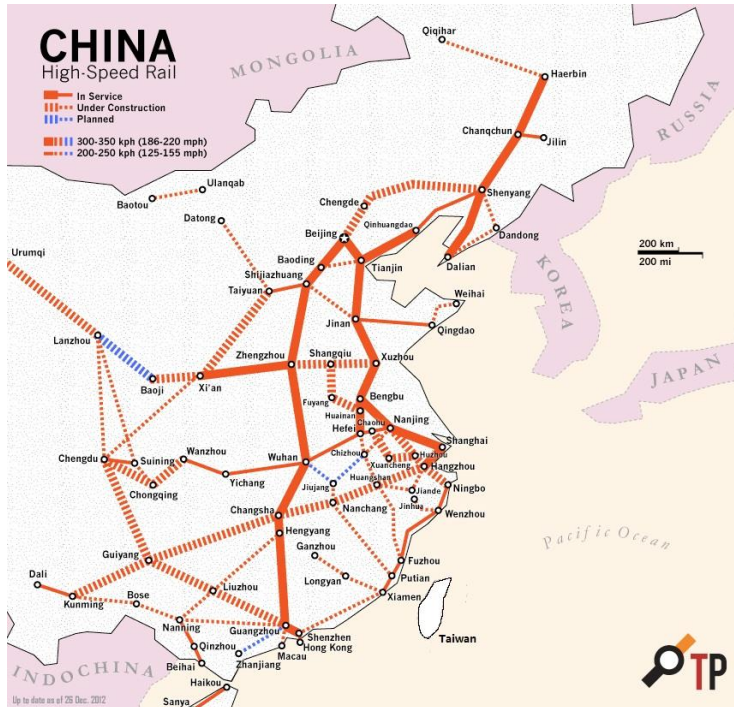 CHINA
High-Speed Rail
In Service
Under Construction
Planned
300-350 kph (186-220 mph)
200-250 kph (125-155 mph)
MONGOLIA
RUSSIA
KOREA
JAPAN
INDOCHINA
Pacific Ocean
200 km
200 mi
Qiqihar
Haerbin
Chanqchun
Jilin
Ulanqab
Baotou
Shenyang
Chengde
Datong
Qinhuangdao
Beijing
Dandong
Baoding
Tianjin
Dalian
Urumqi
Shijiazhuang
Taiyuan
Weihai
Jinan
Qingdao
Lanzhou
Zhengzhou
Shangqiu
Xuzhou
Baoji
Xi'an
Fuyang
Bengbu
Huainan
Chaohu
Nanjing
Hefei
Shanghai
Wanzhou
Wuhan
Chizhou
Huzhou
Chengdu
Suining
Xuancheng
Hangzhou
Yichang
Huangshan
Chongqing
Jiujang
Jiande
Ningbo
Jinhu
Changsha
Nanchang
Wenzhou
Hengyang
Ganzhou
Guiyang
Fuzhou
Dali
Longyan
Putian
Kunming
Bose
Liuzhou
Xiamen
Nanning
Guangzhou
Shenzhen
Taiwan
Qinzhou
Hong Kong
Macau
Zhanjiang
Beihai
Haikou
Sanya
TP
Up to date as of 26 Dec. 2012